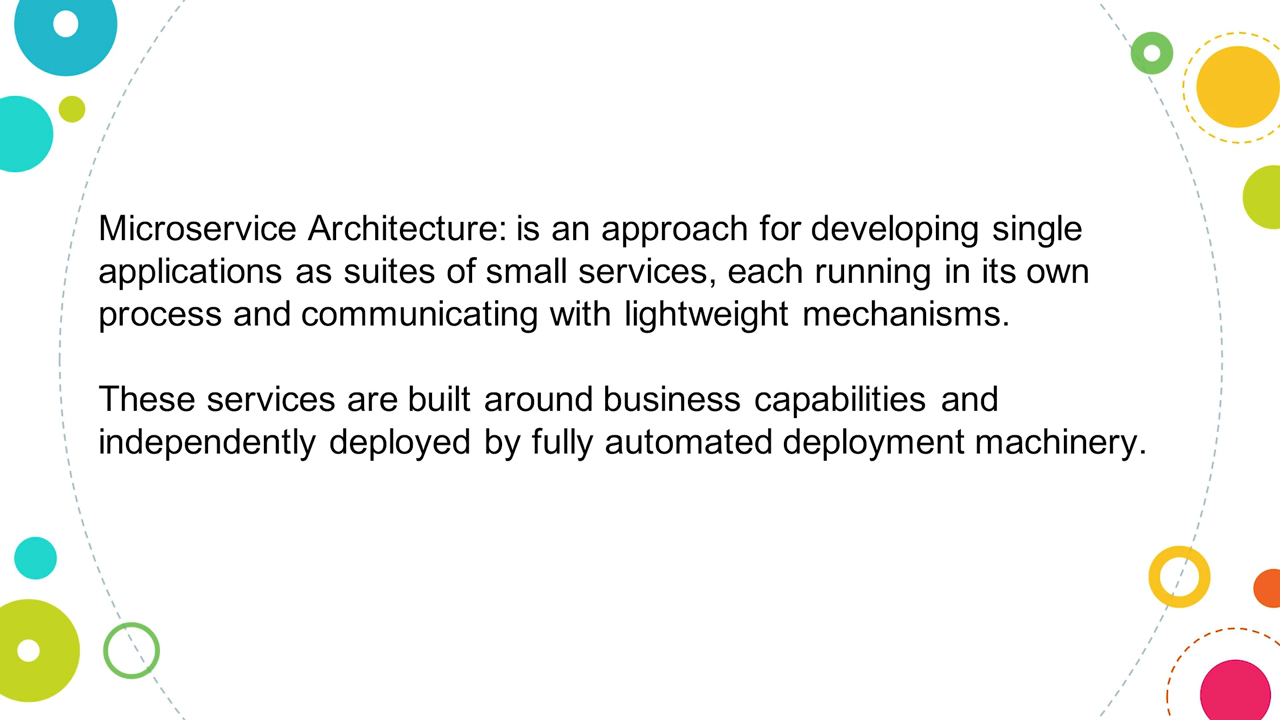 Microservice Architecture: is an approach for developing single
applications as suites of small services, each running in its own
process and communicating with lightweight mechanisms.
These services are built around business capabilities and
independently deployed by fully automated deployment machinery.